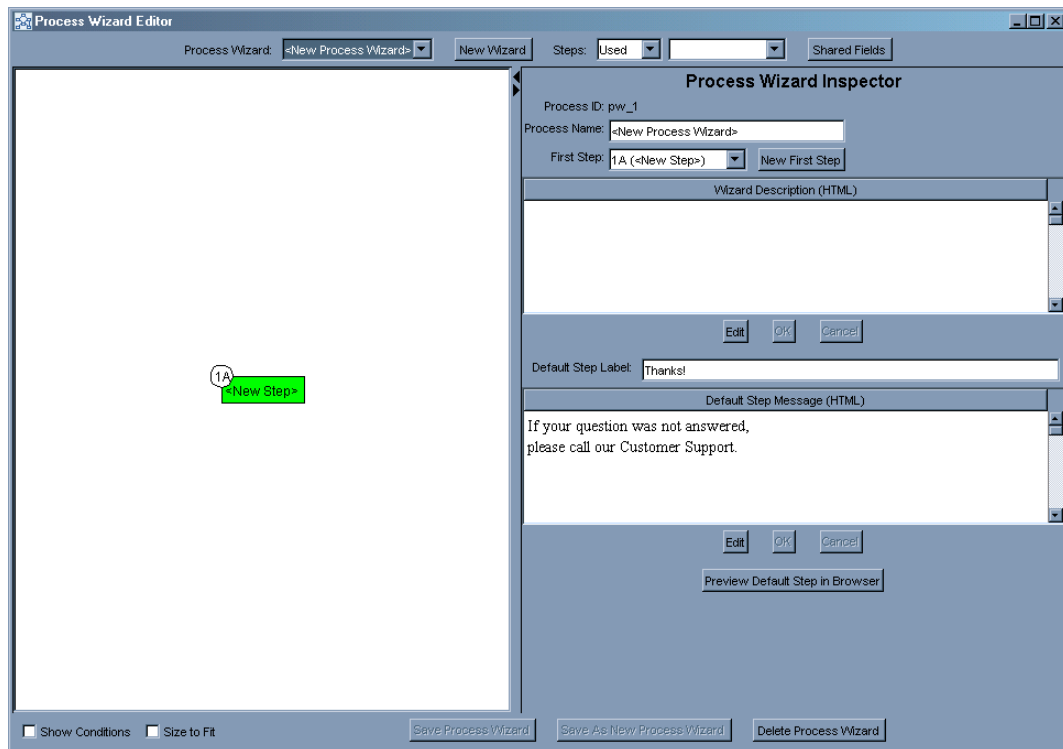 Process Wizard Editor
Process Wizard: <New Process Wizard> New Wizard Steps: Used Shared Fields
Process Wizard Inspector
Process ID: pw_1
Process Name: <New Process Wizard>
First Step: 1A (<New Step>) New First Step
Wizard Description (HTML)
Edit OK Cancel
1A
<New Step>
Default Step Label: Thanks!
Default Step Message (HTML)
If your question was not answered,
please call our Customer Support.
Edit OK Cancel
Preview Default Step in Browser
Show Conditions Size to Fit Save Process Wizard Save As New Process Wizard Delete Process Wizard